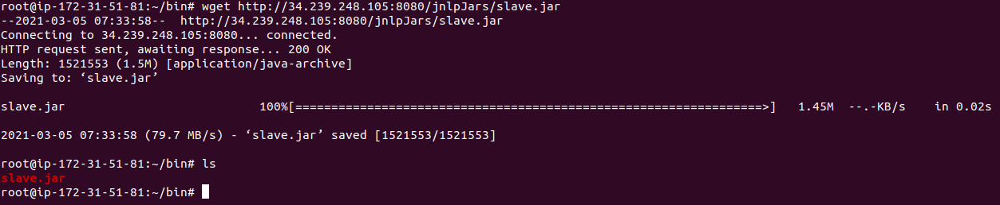 root@ip-172-31-51-81:~/bin# wget http://34.239.248.105:8080/jnlpJars/slave.jar
--2021-03-05 07:33:58--  http://34.239.248.105:8080/jnlpJars/slave.jar
Connecting to 34.239.248.105:8080... connected.
HTTP request sent, awaiting response... 200 OK
Length: 1521553 (1.5M) [application/java-archive]
Saving to: ‘slave.jar’
slave.jar                           100%[=================================================================>]   1.45M  --.-KB/s    in 0.02s
2021-03-05 07:33:58 (79.7 MB/s) - ‘slave.jar’ saved [1521553/1521553]
root@ip-172-31-51-81:~/bin# ls
slave.jar
root@ip-172-31-51-81:~/bin#